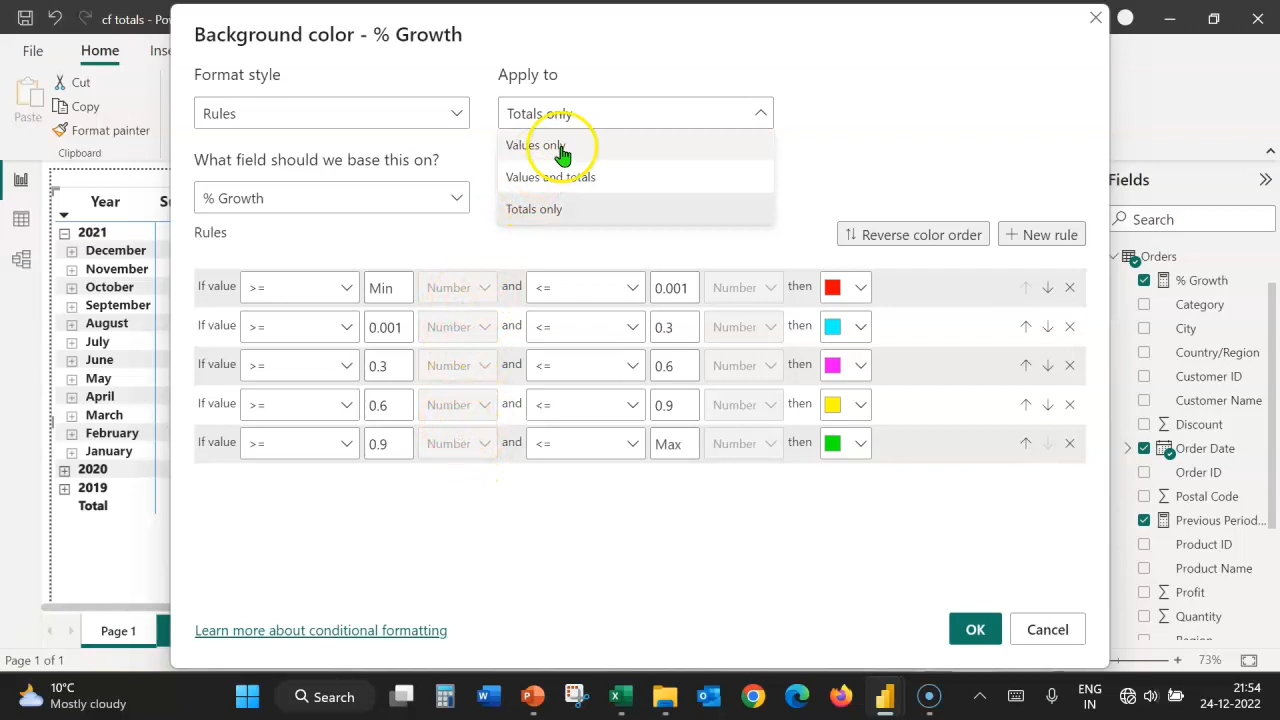 cf totals - Pow
File
Home
Ins
Paste
Cut
Copy
Format painter
Clipboard
Year
Su
2021
December
November
October
September
August
July
June
May
April
March
February
January
2020
2019
Total
Page 1
Page 1 of 1
Background color - % Growth
Format style
Apply to
Rules
Totals only
Values only
Values and totals
Totals only
What field should we base this on?
% Growth
Rules
Reverse color order
New rule
If value >= Min Number and <= 0.001 Number then
If value >= 0.001 Number and <= 0.3 Number then
If value >= 0.3 Number and <= 0.6 Number then
If value >= 0.6 Number and <= 0.9 Number then
If value >= 0.9 Number and <= Max Number then
Learn more about conditional formatting
OK
Cancel
Fields
Search
Orders
% Growth
Category
City
Country/Region
Customer ID
Customer Name
Discount
Order Date
Order ID
Postal Code
Previous Period...
Product ID
Product Name
Profit
Quantity
Region
73%
10°C
Mostly cloudy
Search
ENG
IN
21:54
24-12-2022